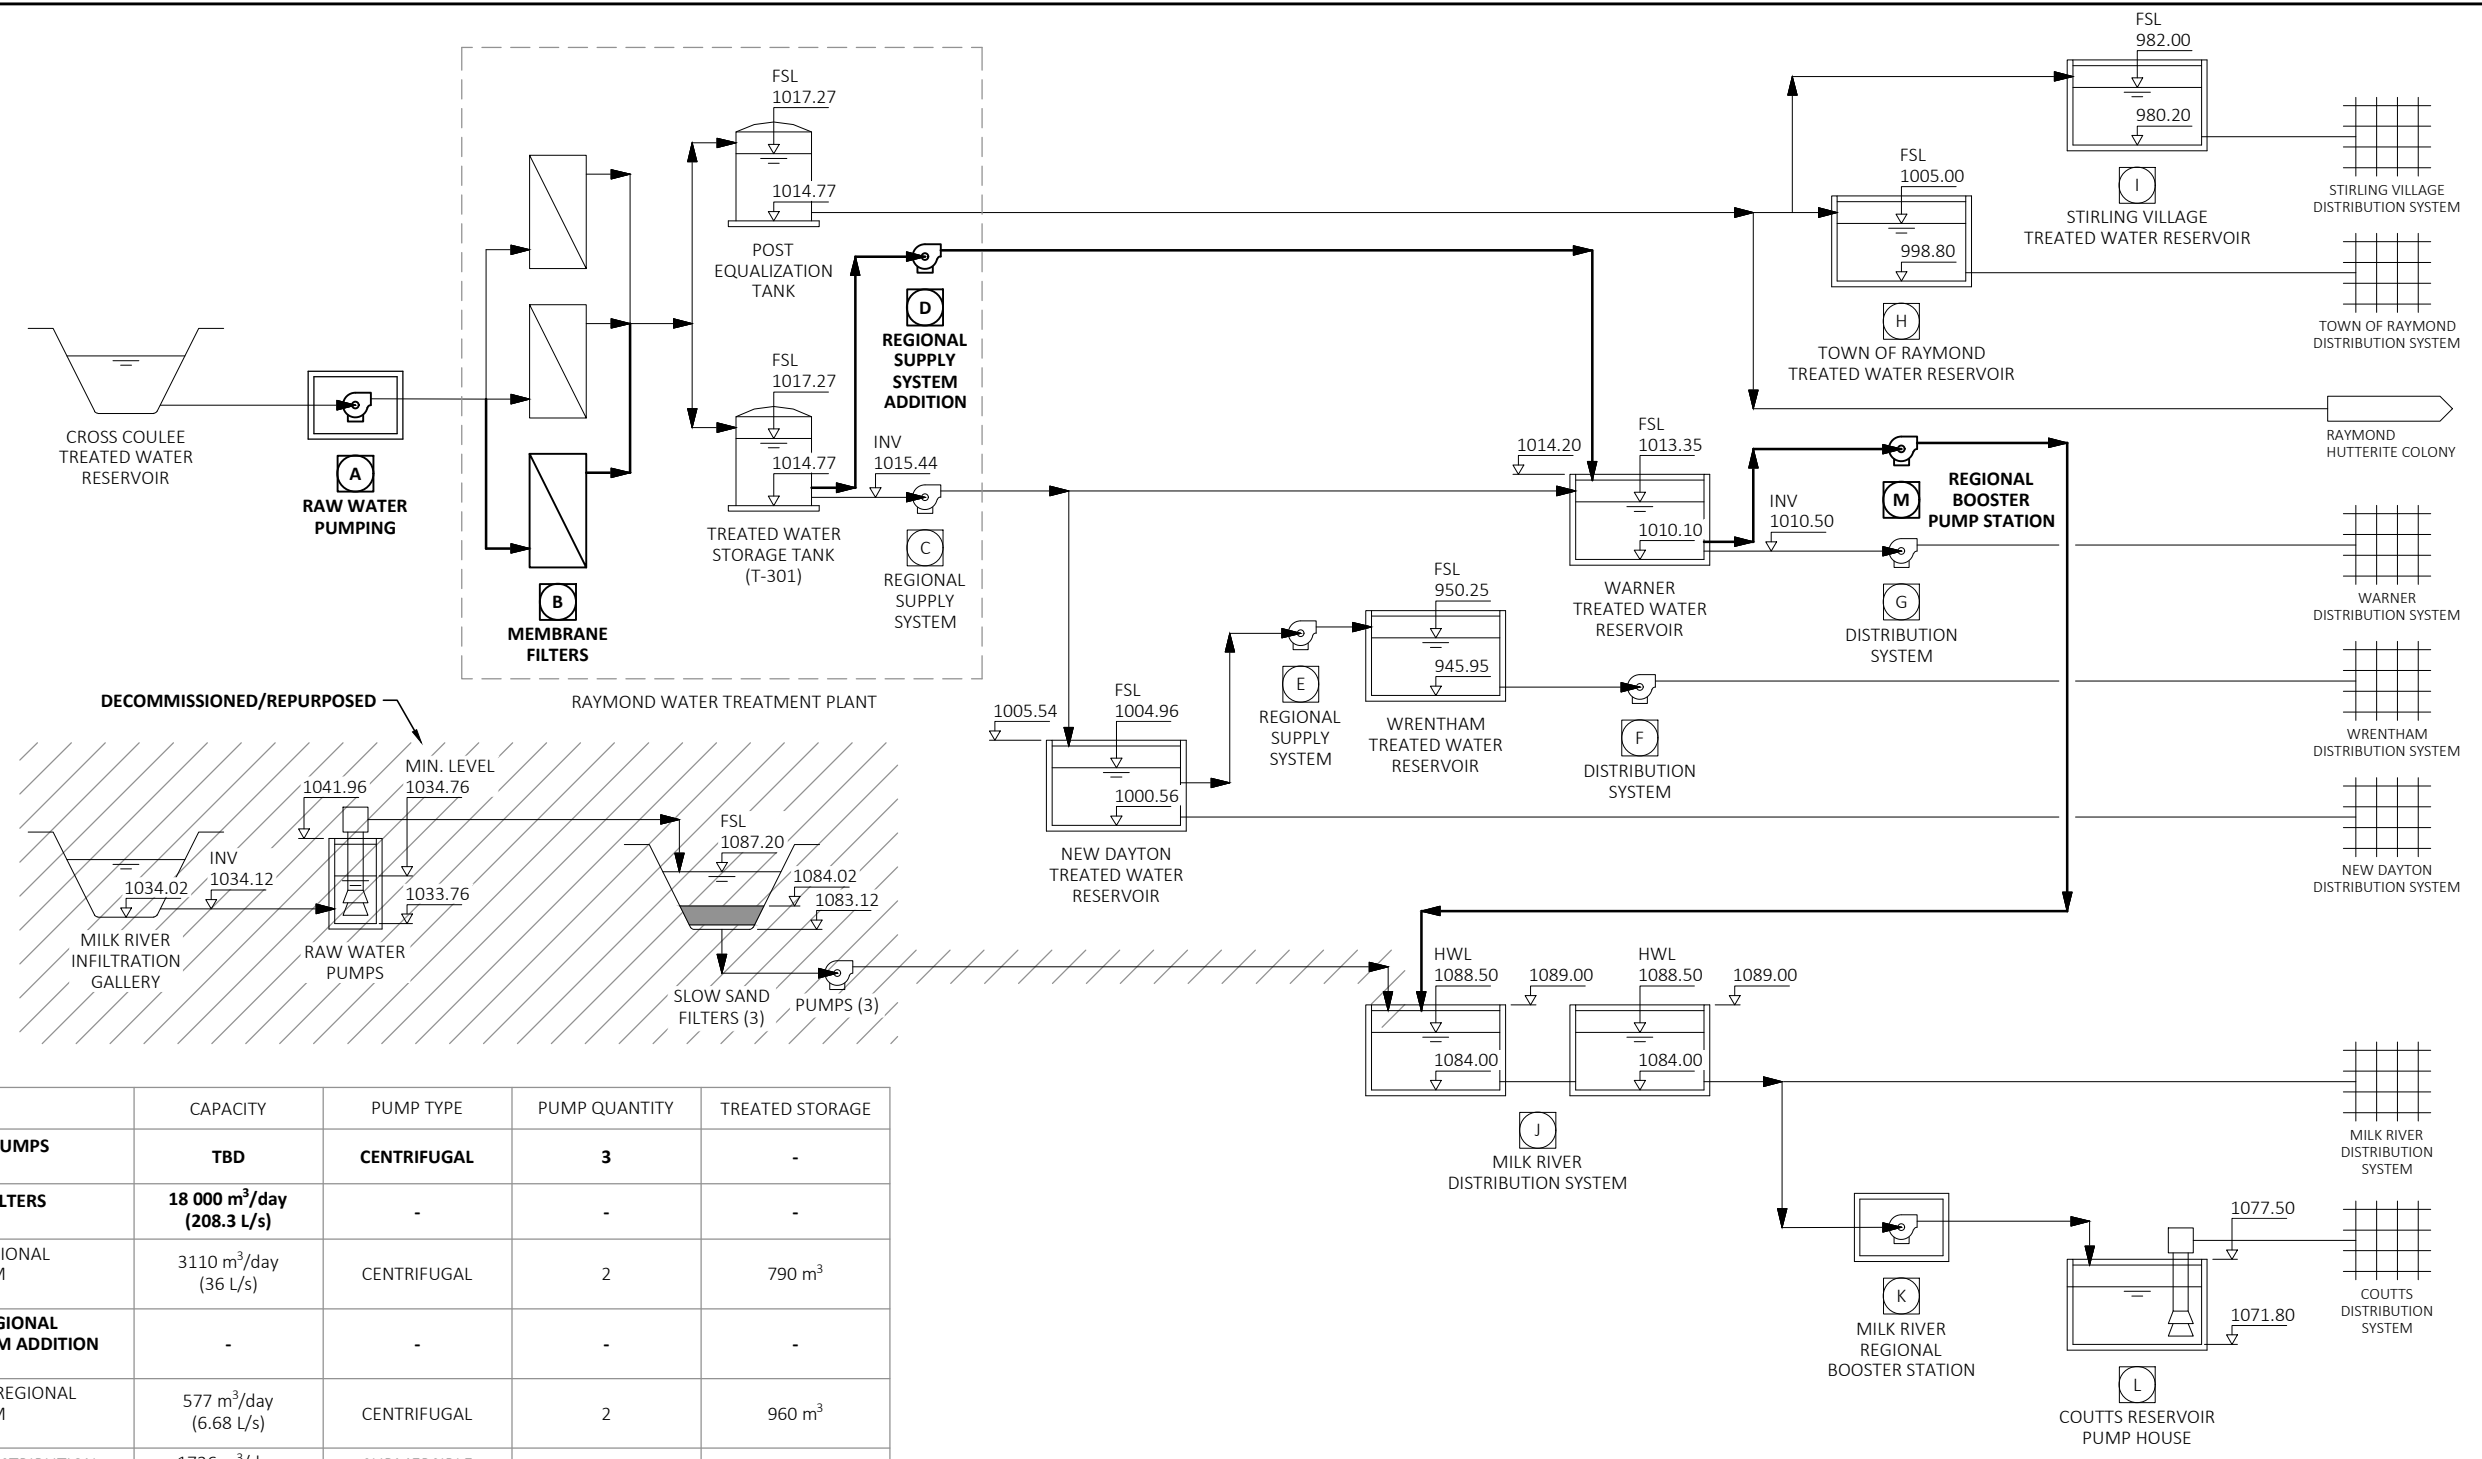 FSL
982.00
980.20
I
STIRLING VILLAGE
TREATED WATER RESERVOIR
STIRLING VILLAGE
DISTRIBUTION SYSTEM
FSL
1005.00
998.80
H
TOWN OF RAYMOND
TREATED WATER RESERVOIR
TOWN OF RAYMOND
DISTRIBUTION SYSTEM
RAYMOND
HUTTERITE COLONY
FSL
1017.27
1014.77
POST
EQUALIZATION
TANK
D
REGIONAL
SUPPLY
SYSTEM
ADDITION
FSL
1017.27
1014.77
INV
1015.44
TREATED WATER
STORAGE TANK
(T-301)
C
REGIONAL
SUPPLY
SYSTEM
CROSS COULEE
TREATED WATER
RESERVOIR
A
RAW WATER
PUMPING
B
MEMBRANE
FILTERS
RAYMOND WATER TREATMENT PLANT
1014.20
FSL
1013.35
1010.10
WARNER
TREATED WATER
RESERVOIR
M
REGIONAL
BOOSTER
PUMP STATION
INV
1010.50
G
DISTRIBUTION
SYSTEM
WARNER
DISTRIBUTION SYSTEM
FSL
950.25
945.95
E
REGIONAL
SUPPLY
SYSTEM
WRENTHAM
TREATED WATER
RESERVOIR
F
DISTRIBUTION
SYSTEM
WRENTHAM
DISTRIBUTION SYSTEM
1005.54
FSL
1004.96
1000.56
NEW DAYTON
TREATED WATER
RESERVOIR
NEW DAYTON
DISTRIBUTION SYSTEM
DECOMMISSIONED/REPURPOSED
1034.02
INV
1034.12
MILK RIVER
INFILTRATION
GALLERY
1041.96
MIN. LEVEL
1034.76
1033.76
RAW WATER
PUMPS
FSL
1087.20
1084.02
1083.12
SLOW SAND
FILTERS (3)
PUMPS (3)
HWL
1088.50
1089.00
1084.00
HWL
1088.50
1089.00
1084.00
J
MILK RIVER
DISTRIBUTION SYSTEM
MILK RIVER
DISTRIBUTION
SYSTEM
K
MILK RIVER
REGIONAL
BOOSTER STATION
1077.50
1071.80
L
COUTTS RESERVOIR
PUMP HOUSE
COUTTS
DISTRIBUTION
SYSTEM
CAPACITY PUMP TYPE PUMP QUANTITY TREATED STORAGE
UMPS TBD CENTRIFUGAL 3 -
LTERS 18 000 m³/day
(208.3 L/s) - - -
IONAL
M 3110 m³/day
(36 L/s) CENTRIFUGAL 2 790 m³
GIONAL
M ADDITION - - - -
REGIONAL
M 577 m³/day
(6.68 L/s) CENTRIFUGAL 2 960 m³